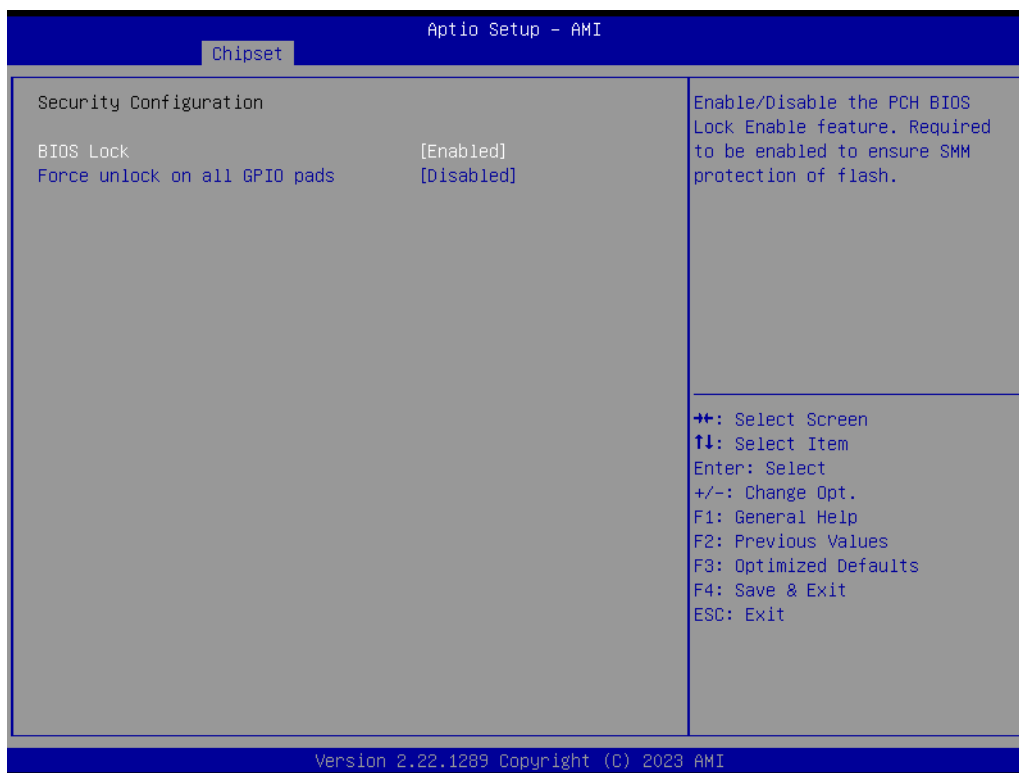 Aptio Setup – AMI
Chipset
Security Configuration
BIOS Lock [Enabled]
Force unlock on all GPIO pads [Disabled]
Enable/Disable the PCH BIOS
Lock Enable feature. Required
to be enabled to ensure SMM
protection of flash.
→←: Select Screen
↑↓: Select Item
Enter: Select
+/-: Change Opt.
F1: General Help
F2: Previous Values
F3: Optimized Defaults
F4: Save & Exit
ESC: Exit
Version 2.22.1289 Copyright (C) 2023 AMI